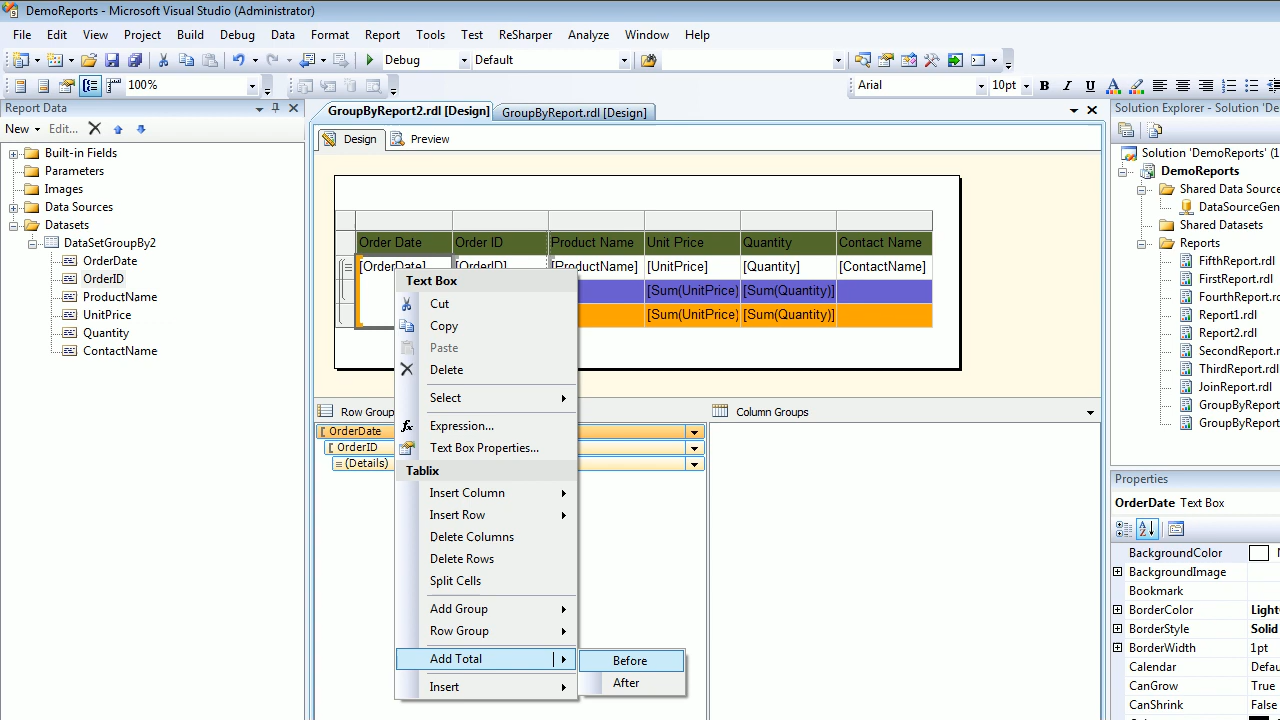 DemoReports - Microsoft Visual Studio (Administrator)
File Edit View Project Build Debug Data Format Report Tools Test ReSharper Analyze Window Help
Debug Default
100% Arial 10pt B I U A
Report Data
New Edit...
Built-in Fields
Parameters
Images
Data Sources
Datasets
DataSetGroupBy2
OrderDate
OrderID
ProductName
UnitPrice
Quantity
ContactName
GroupByReport2.rdl [Design] GroupByReport.rdl [Design]
Design Preview
Order Date Order ID Product Name Unit Price Quantity Contact Name
[OrderDate] [OrderID] [ProductName] [UnitPrice] [Quantity] [ContactName]
[Sum(UnitPrice) [Sum(Quantity)]
[Sum(UnitPrice) [Sum(Quantity)]
Row Group Column Groups
OrderDate
OrderID
(Details)
Text Box
Cut
Copy
Paste
Delete
Select
Expression...
Text Box Properties...
Tablix
Insert Column
Insert Row
Delete Columns
Delete Rows
Split Cells
Add Group
Row Group
Add Total
Insert
Before
After
Solution Explorer - Solution 'De
Solution 'DemoReports' (1
DemoReports
Shared Data Source
DataSourceGen
Shared Datasets
Reports
FifthReport.rdl
FirstReport.rdl
FourthReport.rd
Report1.rdl
Report2.rdl
SecondReport.r
ThirdReport.rdl
JoinReport.rdl
GroupByReport
GroupByReport
Properties
OrderDate Text Box
BackgroundColor
BackgroundImage
Bookmark
BorderColor Light
BorderStyle Solid
BorderWidth 1pt
Calendar Default
CanGrow True
CanShrink False